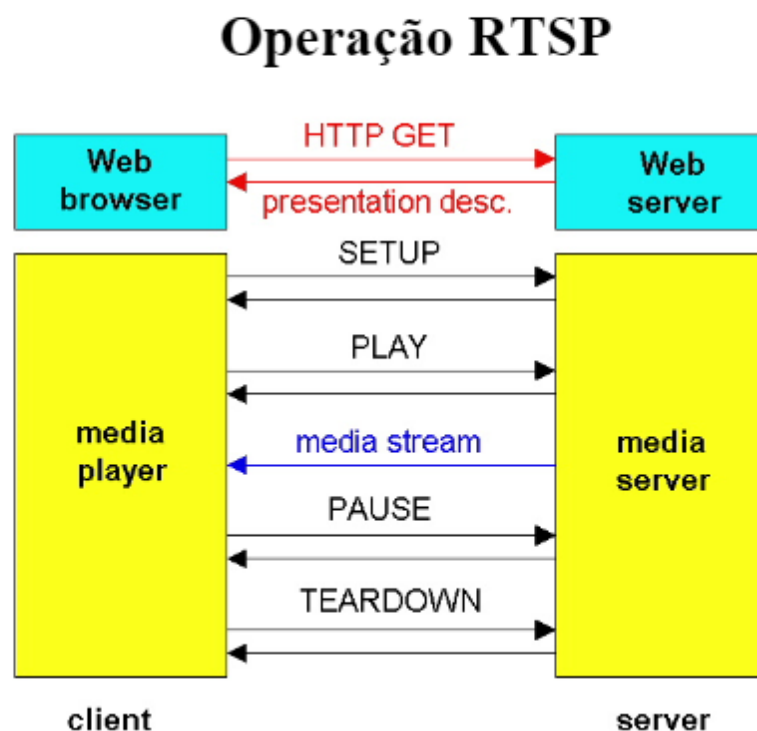 Operação RTSP
HTTP GET
Web
browser
Web
server
presentation desc.
SETUP
PLAY
media
player
media stream
media
server
PAUSE
TEARDOWN
client
server